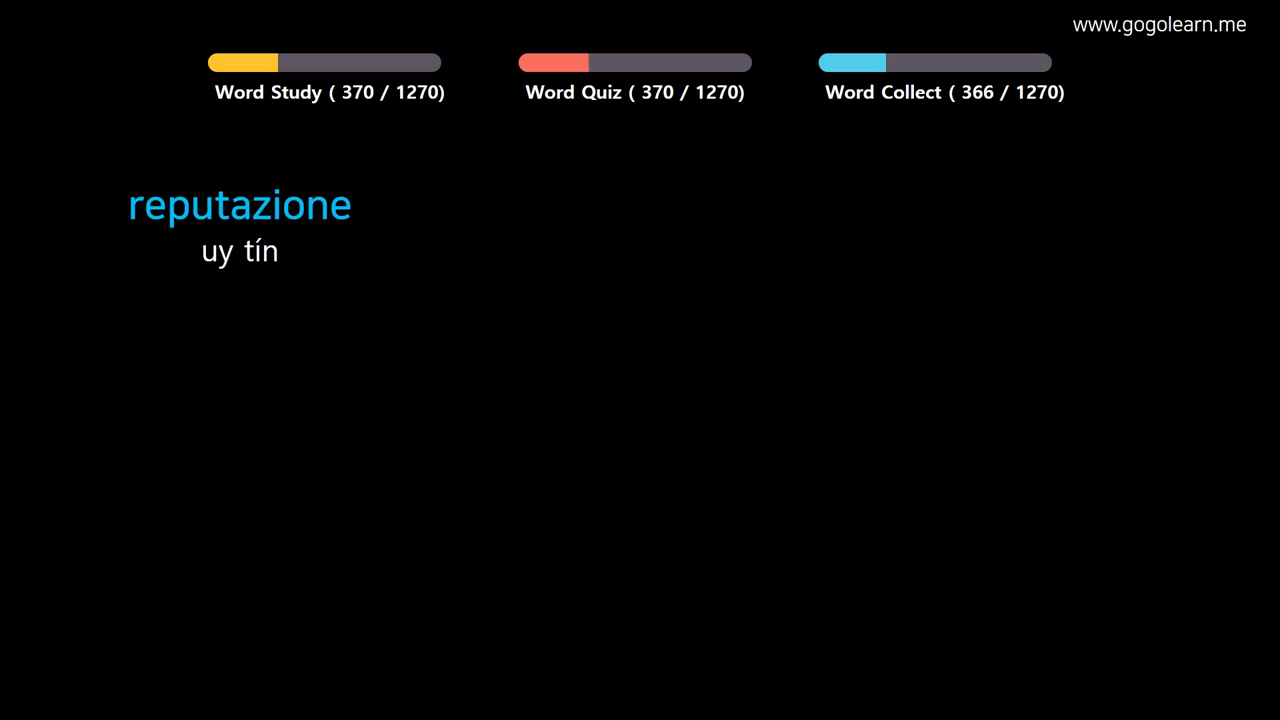 www.gogolearn.me
Word Study ( 370 / 1270)
Word Quiz ( 370 / 1270)
Word Collect ( 366 / 1270)
reputazione
uy tín